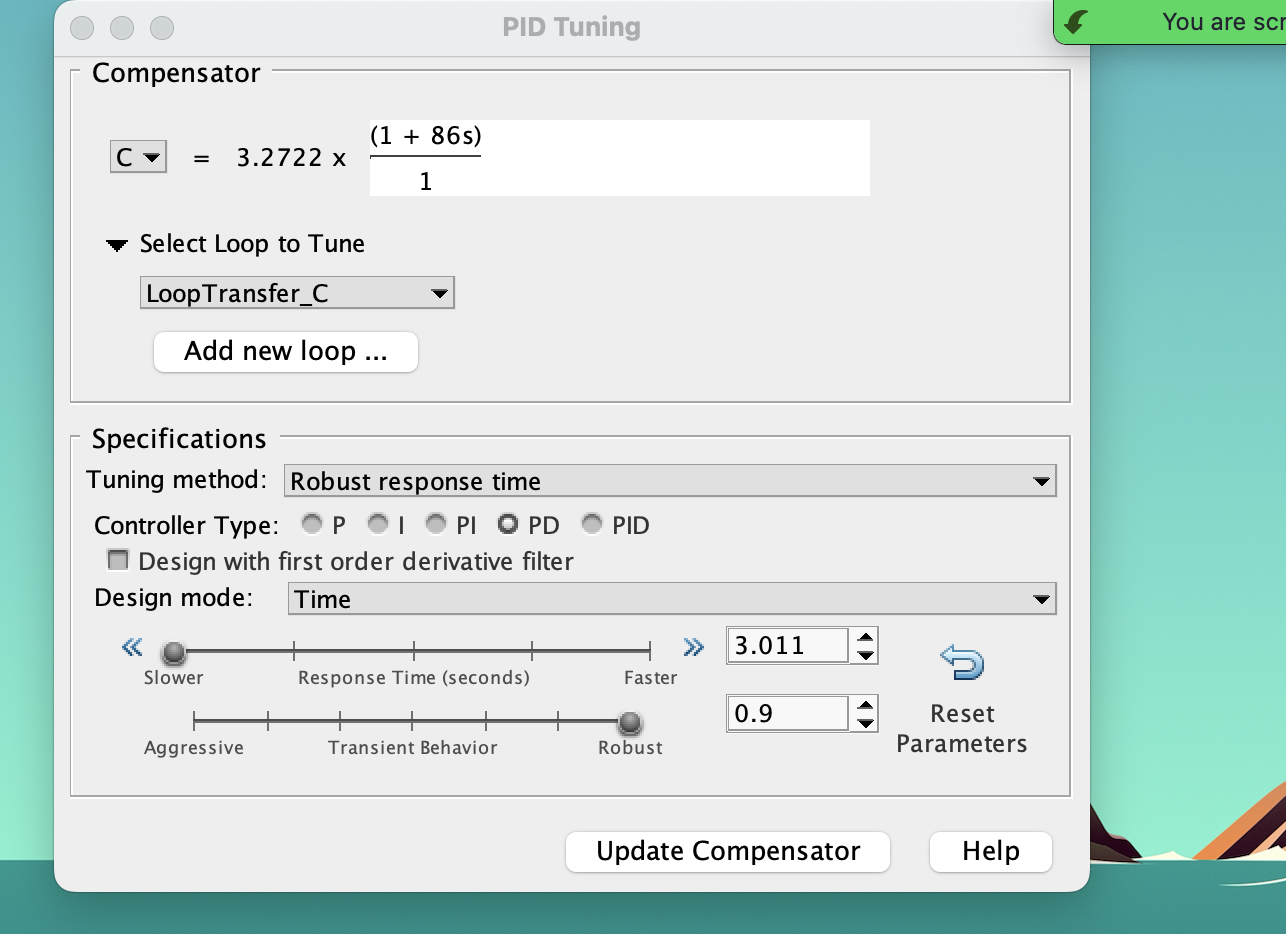 PID Tuning
You are scr
Compensator
C = 3.2722 x (1 + 86s)
1
Select Loop to Tune
LoopTransfer_C
Add new loop ...
Specifications
Tuning method: Robust response time
Controller Type: P I PI PD PID
Design with first order derivative filter
Design mode: Time
3.011
Slower Response Time (seconds) Faster
0.9
Reset
Parameters
Aggressive Transient Behavior Robust
Update Compensator Help